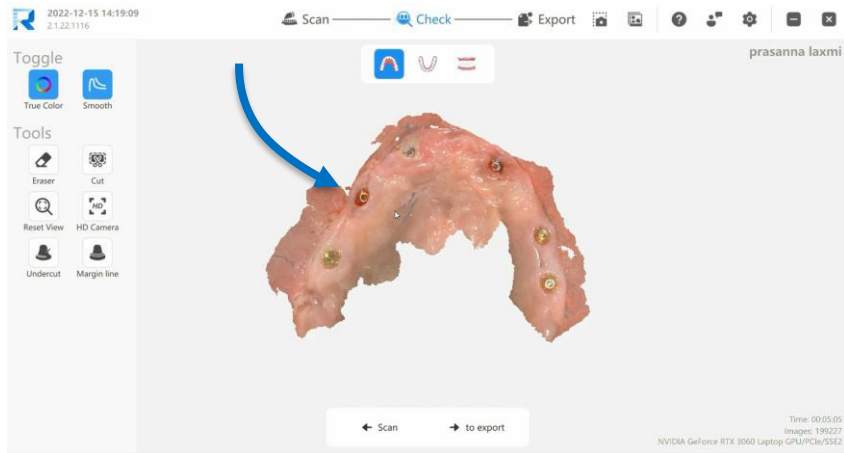 2022-12-15 14:19:09
2.1.22.1116
Scan
Check
Export
prasanna laxmi
Toggle
True Color Smooth
Tools
Eraser Cut
HD
Reset View HD Camera
Undercut Margin line
Scan to export
Time: 00:05:05
Images: 199227
NVIDIA GeForce RTX 3060 Laptop GPU/PCIe/SSE2